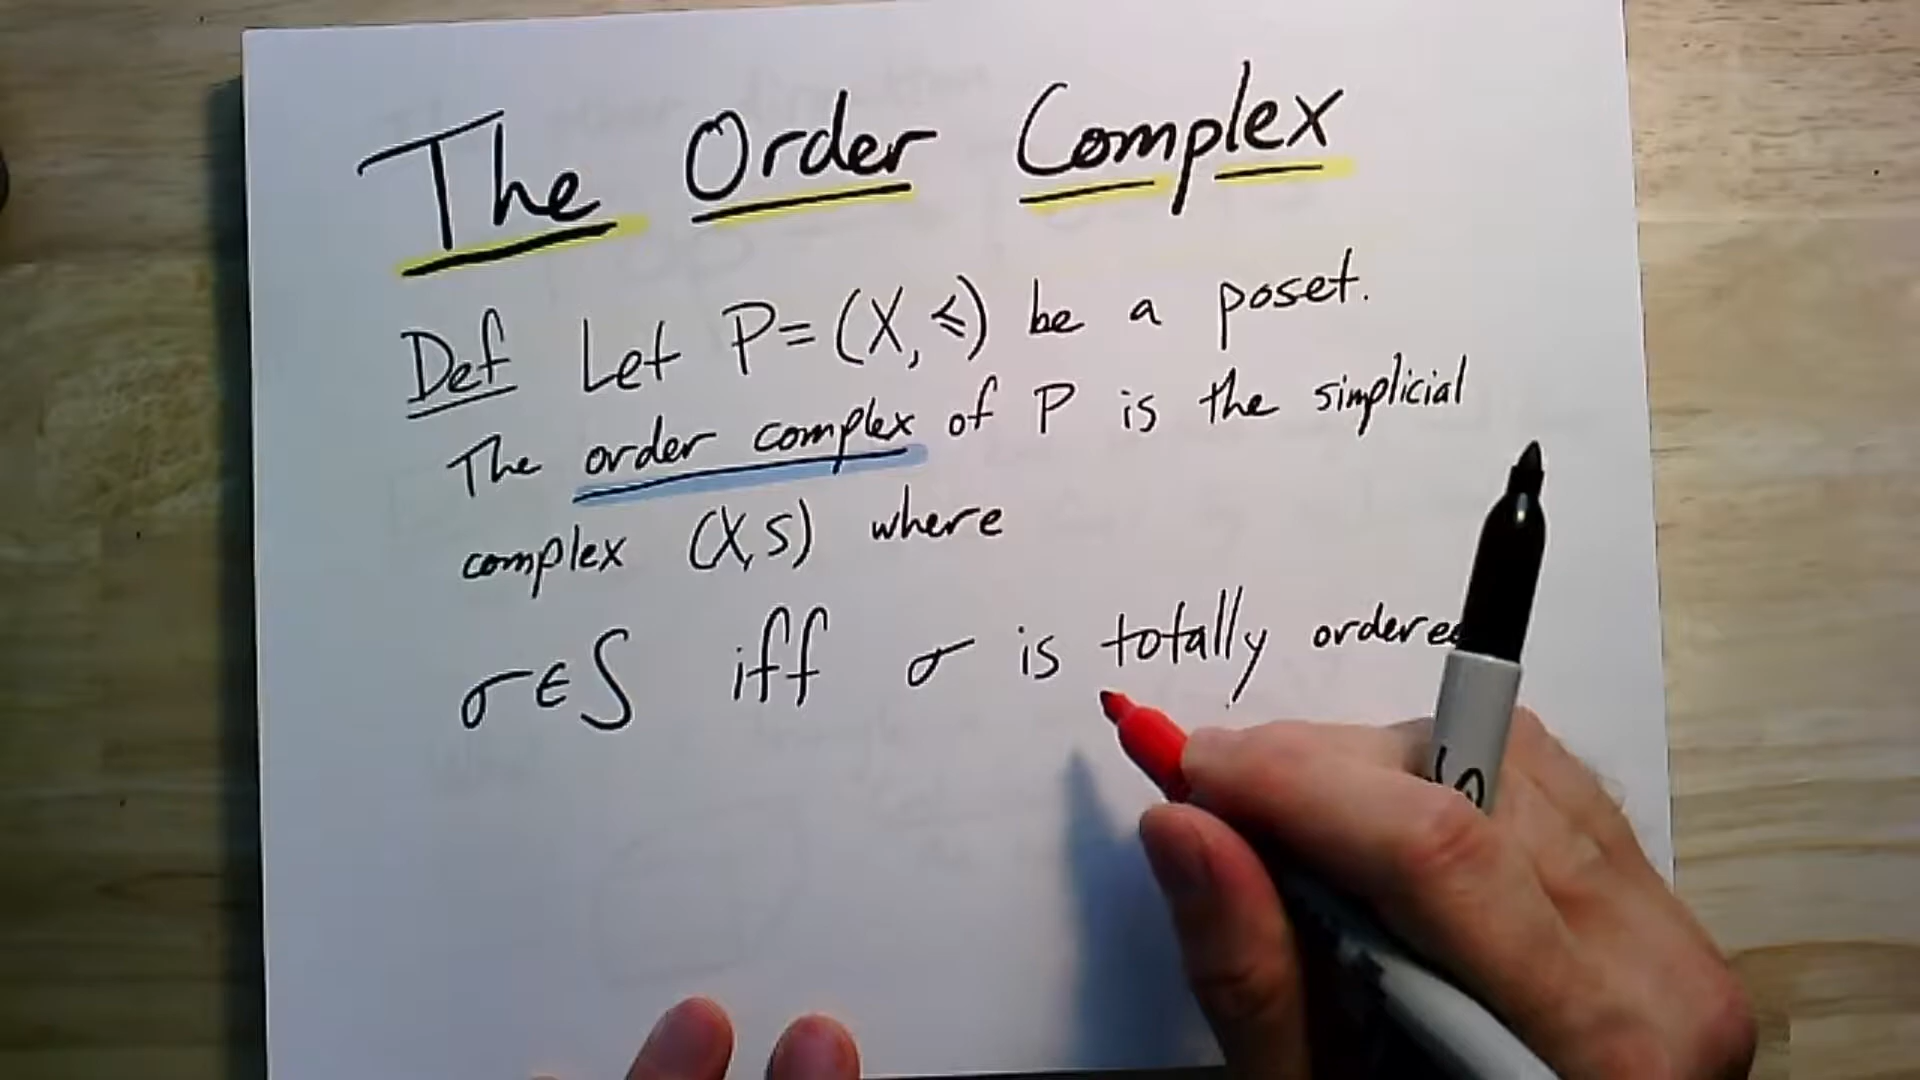 The Order Complex
Def Let P=(X,≤) be a poset.
The order complex of P is the simplicial
complex (X,S) where
σ∈S iff σ is totally ordered